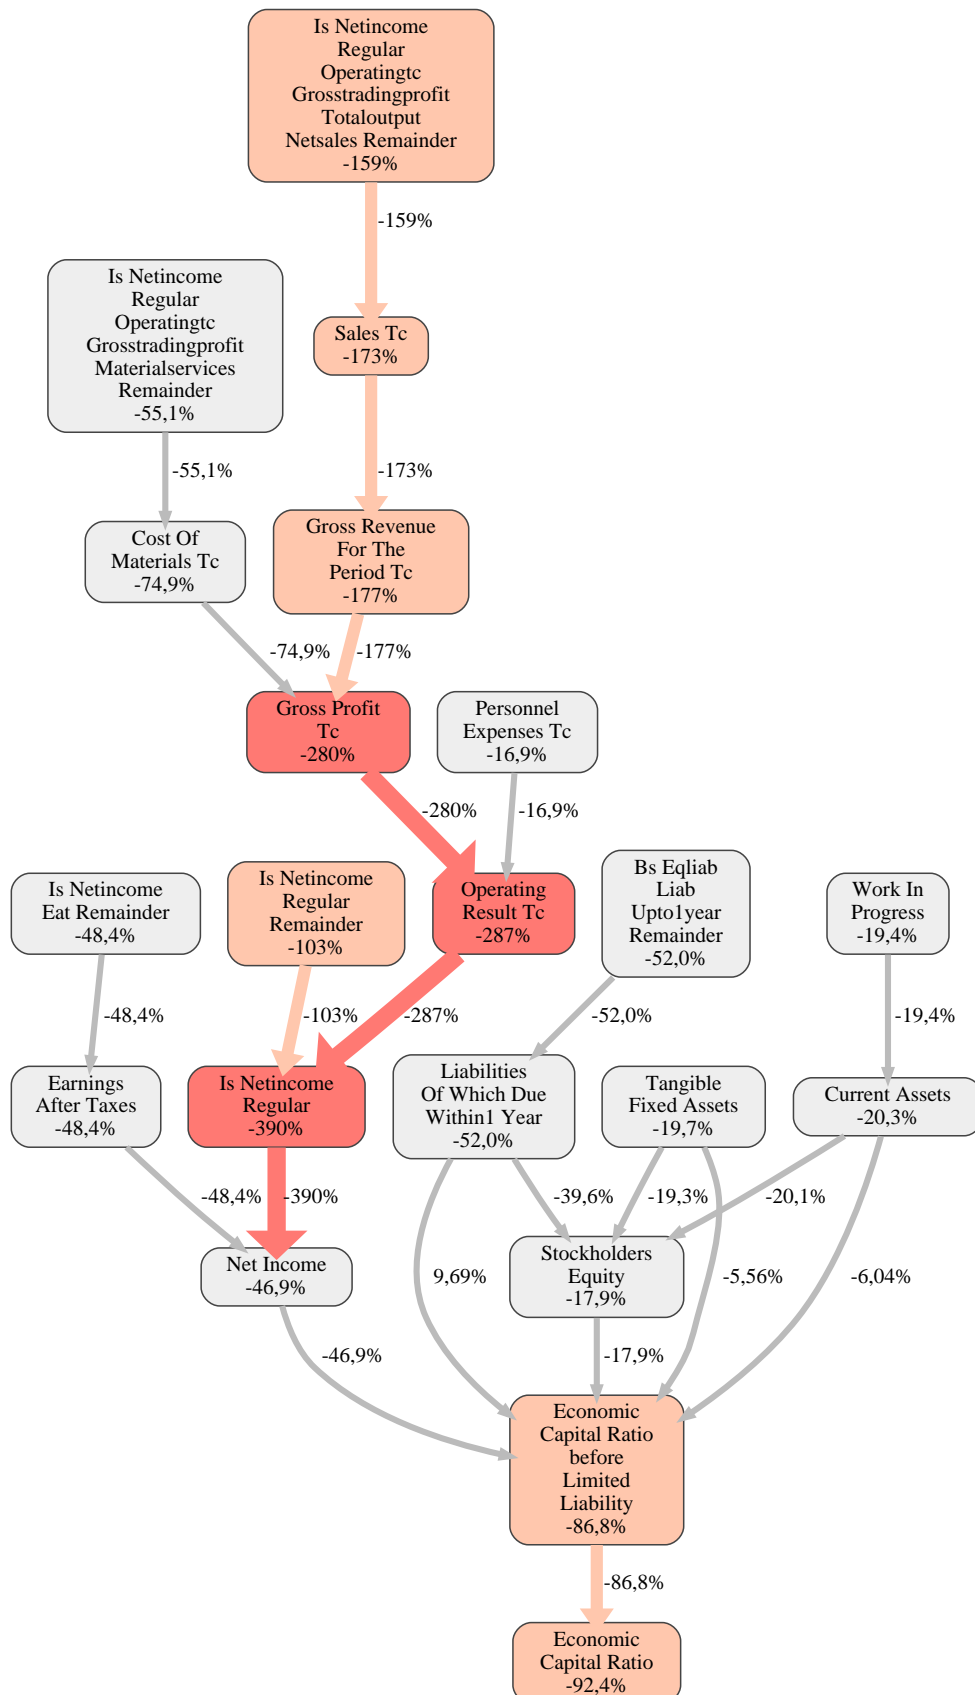 Is Netincome
Regular
Operatingtc
Grosstradingprofit
Totaloutput
Netsales Remainder
-159%
-159%
Is Netincome
Regular
Operatingtc
Grosstradingprofit
Materialservices
Remainder
-55,1%
Sales Tc
-173%
-55,1%
-173%
Cost Of
Materials Tc
-74,9%
Gross Revenue
For The
Period Tc
-177%
-74,9%
-177%
Gross Profit
Tc
-280%
Personnel
Expenses Tc
-16,9%
-280%
-16,9%
Is Netincome
Eat Remainder
-48,4%
Is Netincome
Regular
Remainder
-103%
Operating
Result Tc
-287%
Bs Eqliab
Liab
Upto1year
Remainder
-52,0%
Work In
Progress
-19,4%
-48,4%
-103%
-287%
-52,0%
-19,4%
Earnings
After Taxes
-48,4%
Is Netincome
Regular
-390%
Liabilities
Of Which Due
Within1 Year
-52,0%
Tangible
Fixed Assets
-19,7%
Current Assets
-20,3%
-48,4%
-390%
-39,6%
-19,3%
-20,1%
Net Income
-46,9%
9,69%
Stockholders
Equity
-17,9%
-5,56%
-6,04%
-46,9%
-17,9%
Economic
Capital Ratio
before
Limited
Liability
-86,8%
-86,8%
Economic
Capital Ratio
-92,4%